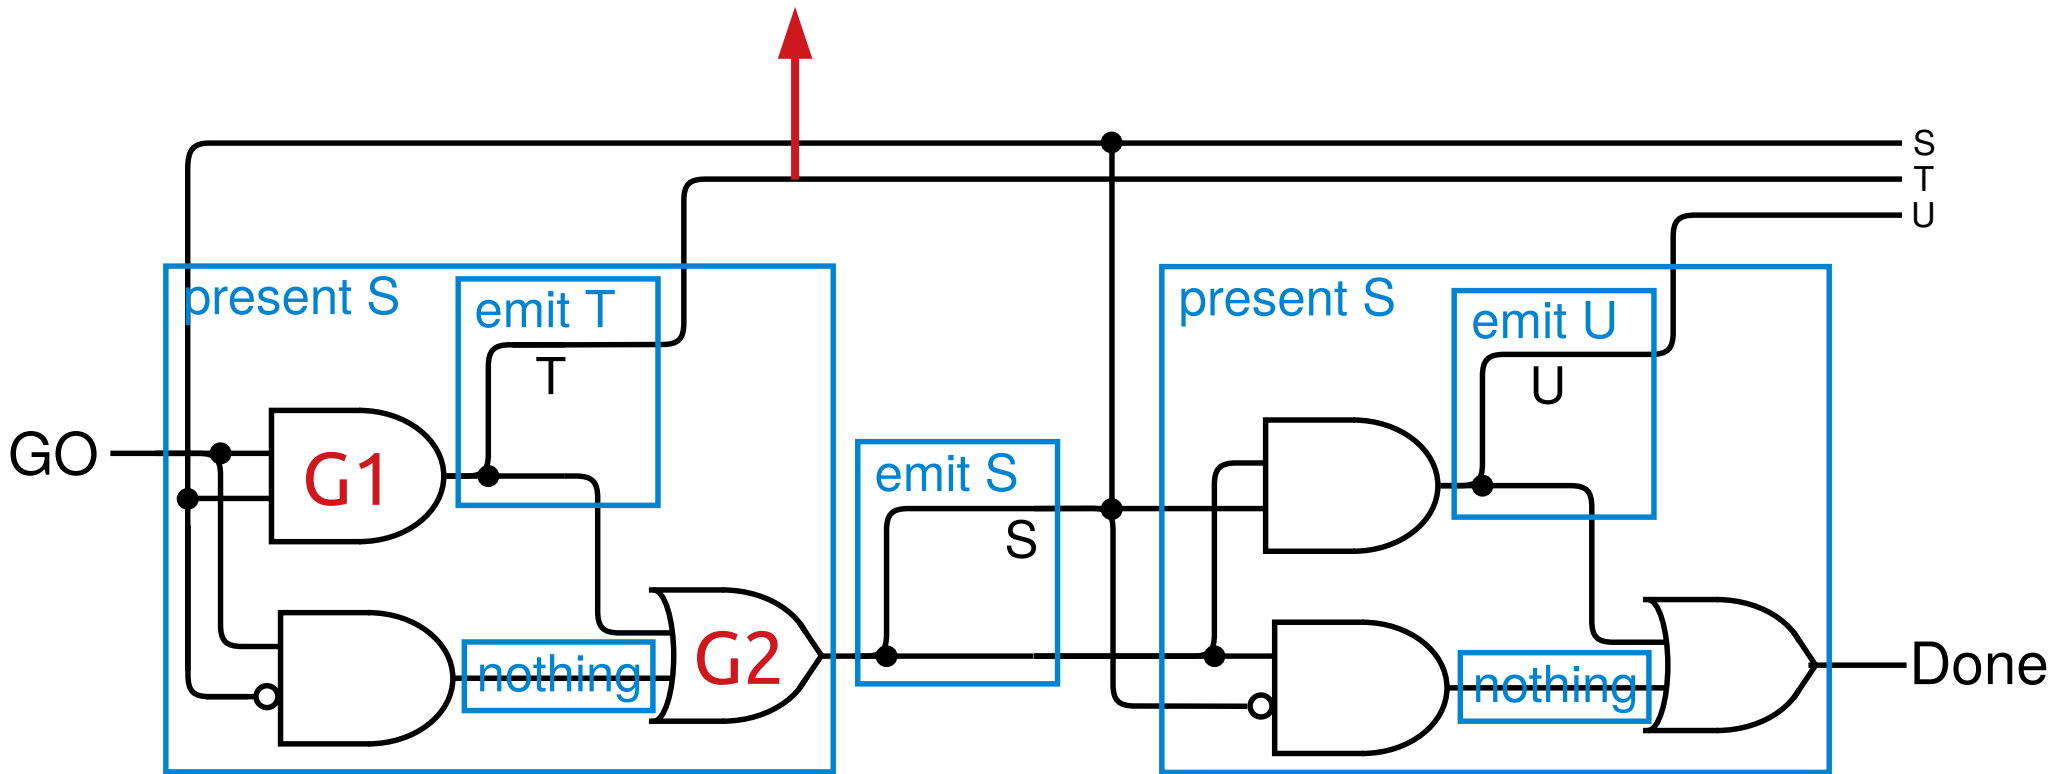 S
T
U
present S
emit T
T
present S
emit U
U
GO
G1
emit S
S
nothing
G2
nothing
Done